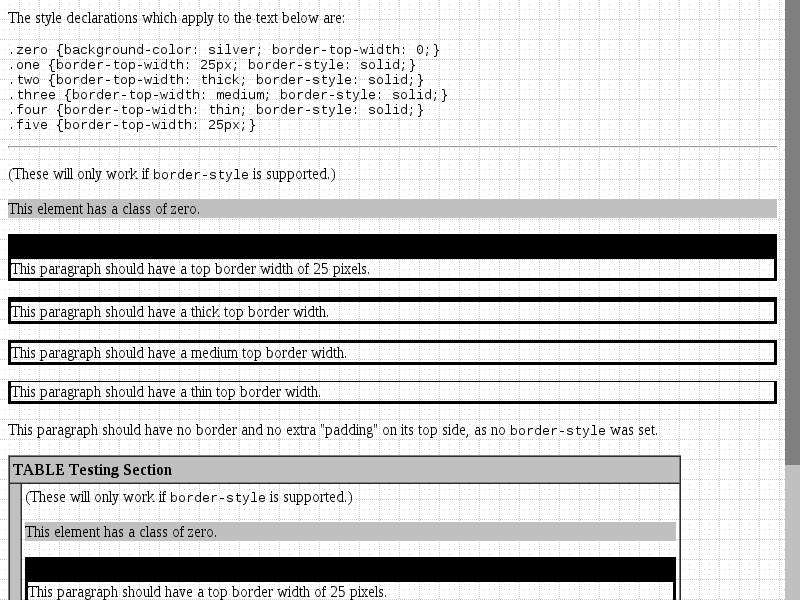 The style declarations which apply to the text below are:
.zero {background-color: silver; border-top-width: 0;}
.one {border-top-width: 25px; border-style: solid;}
.two {border-top-width: thick; border-style: solid;}
.three {border-top-width: medium; border-style: solid;}
.four {border-top-width: thin; border-style: solid;}
.five {border-top-width: 25px;}
(These will only work if border-style is supported.)
This element has a class of zero.
This paragraph should have a top border width of 25 pixels.
This paragraph should have a thick top border width.
This paragraph should have a medium top border width.
This paragraph should have a thin top border width.
This paragraph should have no border and no extra "padding" on its top side, as no border-style was set.
TABLE Testing Section
(These will only work if border-style is supported.)
This element has a class of zero.
This paragraph should have a top border width of 25 pixels.